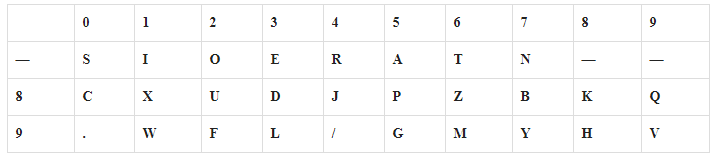 0 1 2 3 4 5 6 7 8 9
— S I O E R A T N — —
8 C X U D J P Z B K Q
9 . W F L / G M Y H V